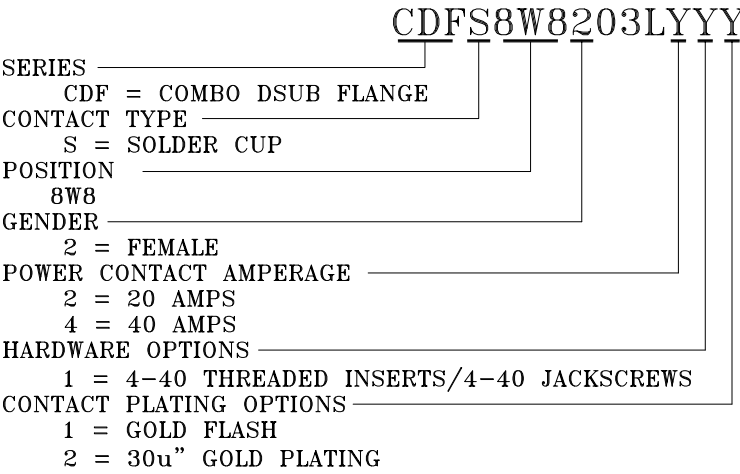 CDFS8W8203LYYY
SERIES
CDF = COMBO DSUB FLANGE
CONTACT TYPE
S = SOLDER CUP
POSITION
8W8
GENDER
2 = FEMALE
POWER CONTACT AMPERAGE
2 = 20 AMPS
4 = 40 AMPS
HARDWARE OPTIONS
1 = 4-40 THREADED INSERTS/4-40 JACKSCREWS
CONTACT PLATING OPTIONS
1 = GOLD FLASH
2 = 30u" GOLD PLATING